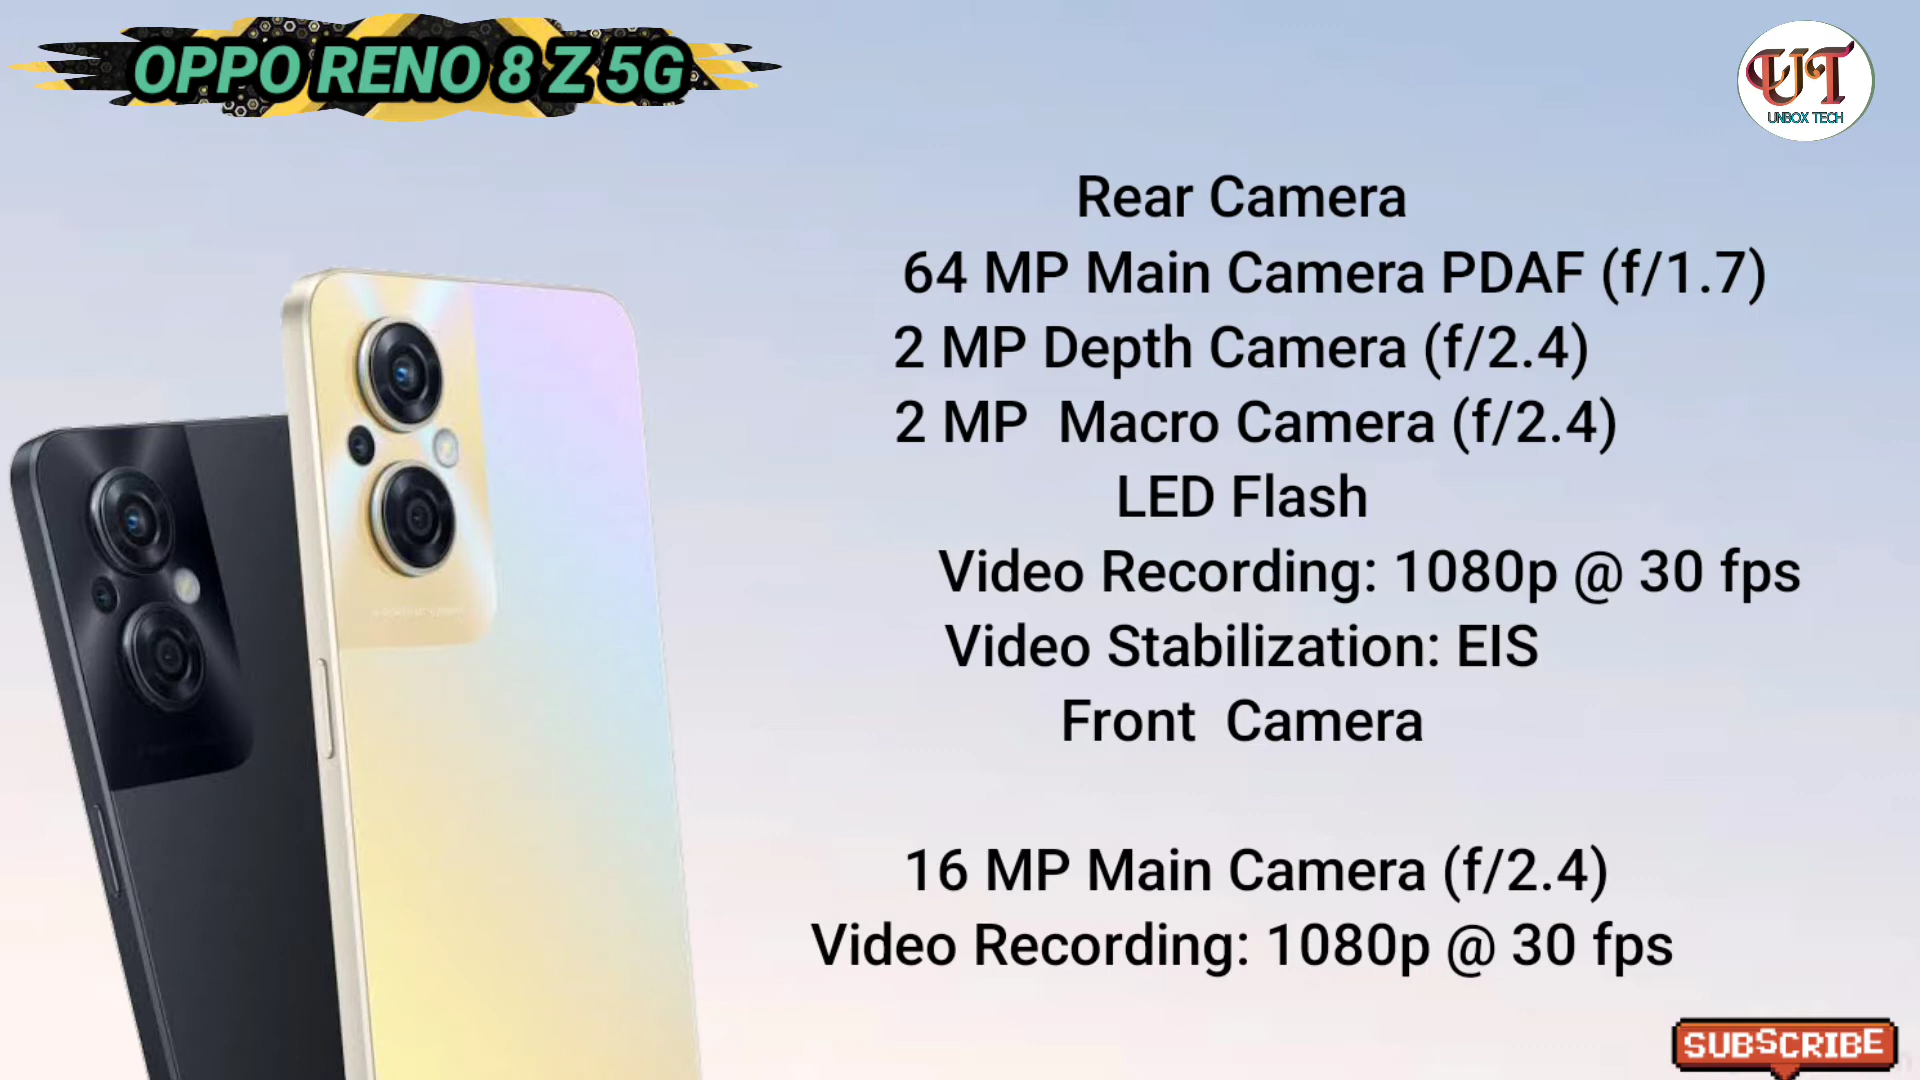 OPPO RENO 8 Z 5G
UT
UNBOX TECH
Rear Camera
64 MP Main Camera PDAF (f/1.7)
2 MP Depth Camera (f/2.4)
2 MP Macro Camera (f/2.4)
LED Flash
Video Recording: 1080p @ 30 fps
Video Stabilization: EIS
Front Camera
16 MP Main Camera (f/2.4)
Video Recording: 1080p @ 30 fps
SUBSCRIBE